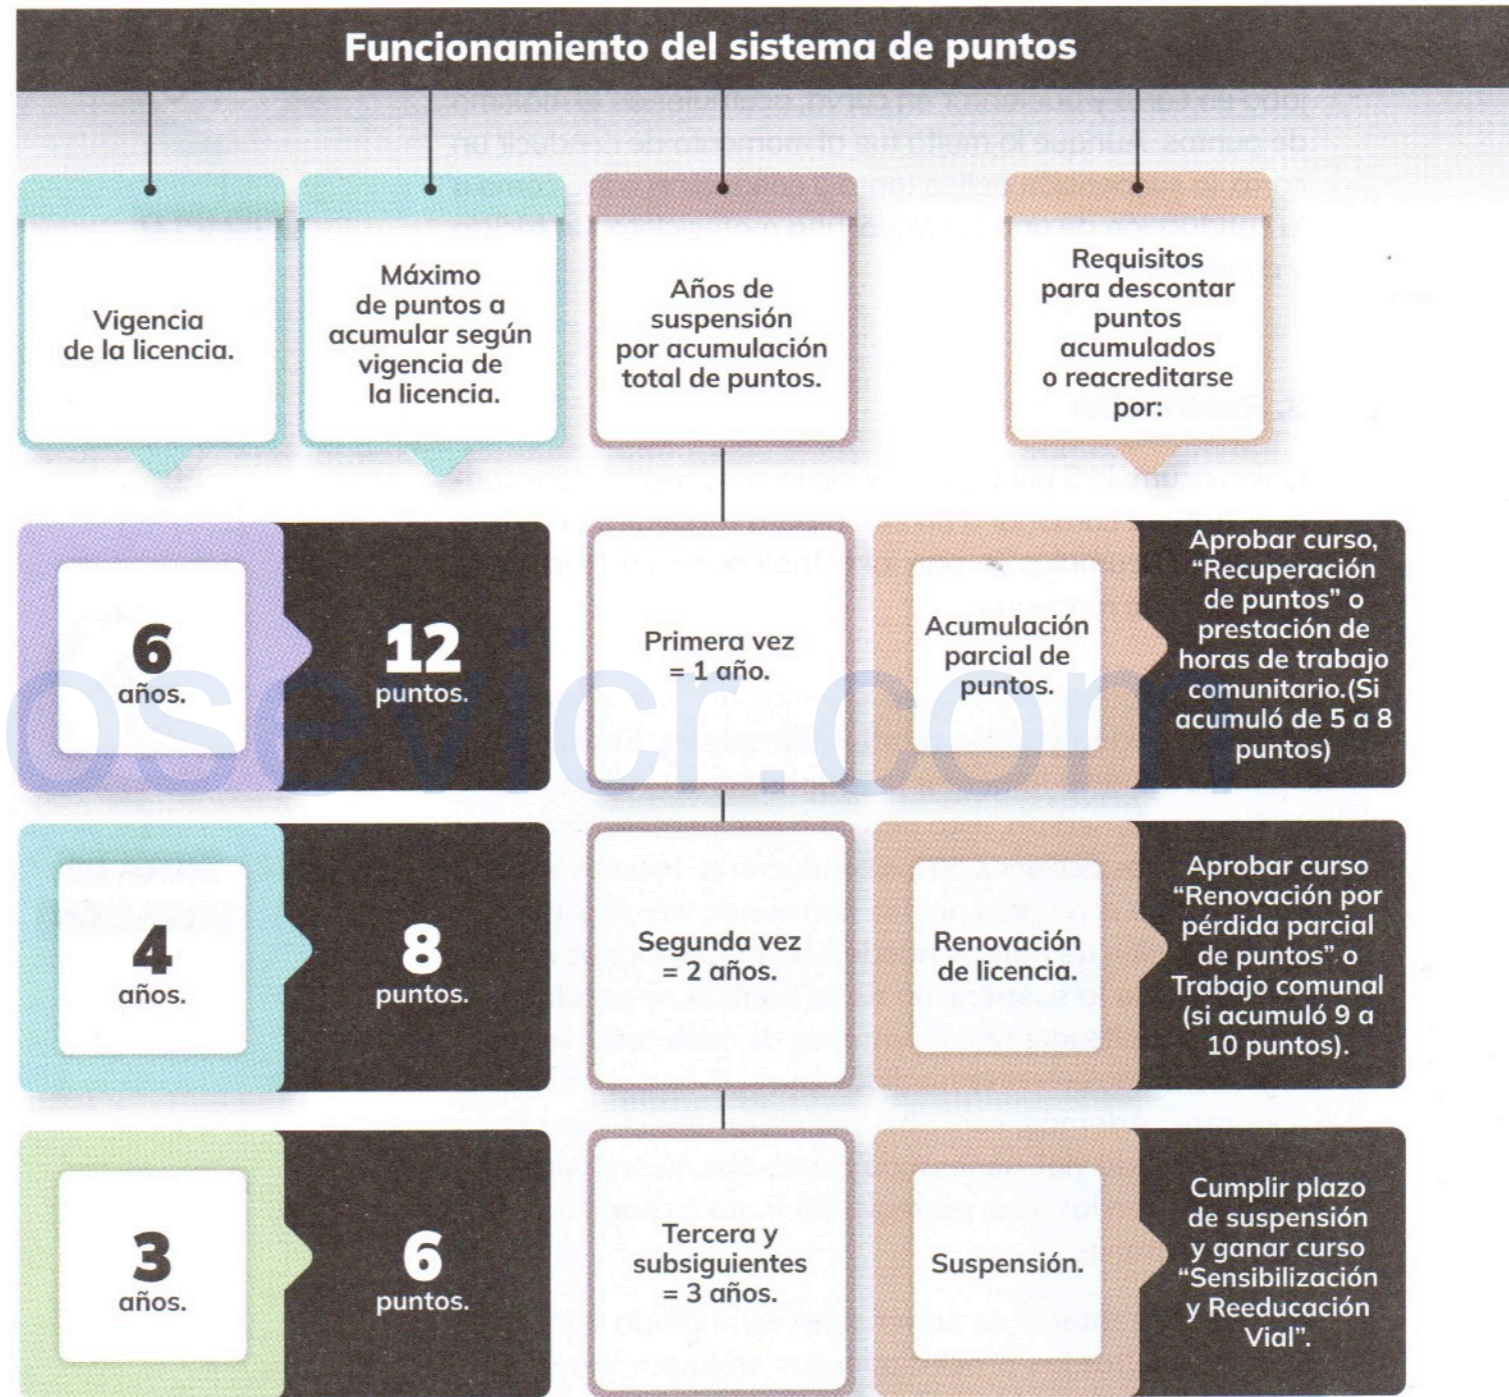 Funcionamiento del sistema de puntos
Vigencia
de la licencia.
Máximo
de puntos a
acumular según
vigencia de
la licencia.
Años de
suspensión
por acumulación
total de puntos.
Requisitos
para descontar
puntos
acumulados
o reacreditarse
por:
6
años.
12
puntos.
Primera vez
= 1 año.
Acumulación
parcial de
puntos.
Aprobar curso,
“Recuperación
de puntos” o
prestación de
horas de trabajo
comunitario.(Si
acumuló de 5 a 8
puntos)
4
años.
8
puntos.
Segunda vez
= 2 años.
Renovación
de licencia.
Aprobar curso
“Renovación por
pérdida parcial
de puntos” o
Trabajo comunal
(si acumuló 9 a
10 puntos).
3
años.
6
puntos.
Tercera y
subsiguientes
= 3 años.
Suspensión.
Cumplir plazo
de suspensión
y ganar curso
“Sensibilización
y Reeducación
Vial”.
osevicr.com